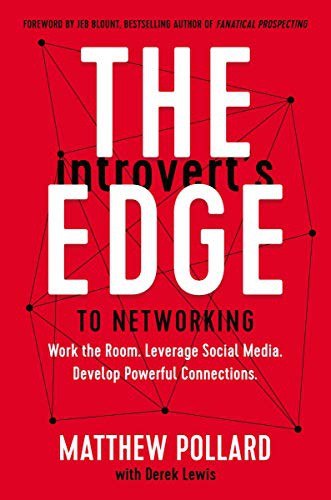 FOREWORD BY JEB BLOUNT, BESTSELLING AUTHOR OF FANATICAL PROSPECTING
THE
introvert's
EDGE
TO NETWORKING
Work the Room. Leverage Social Media.
Develop Powerful Connections.
MATTHEW POLLARD
with Derek Lewis